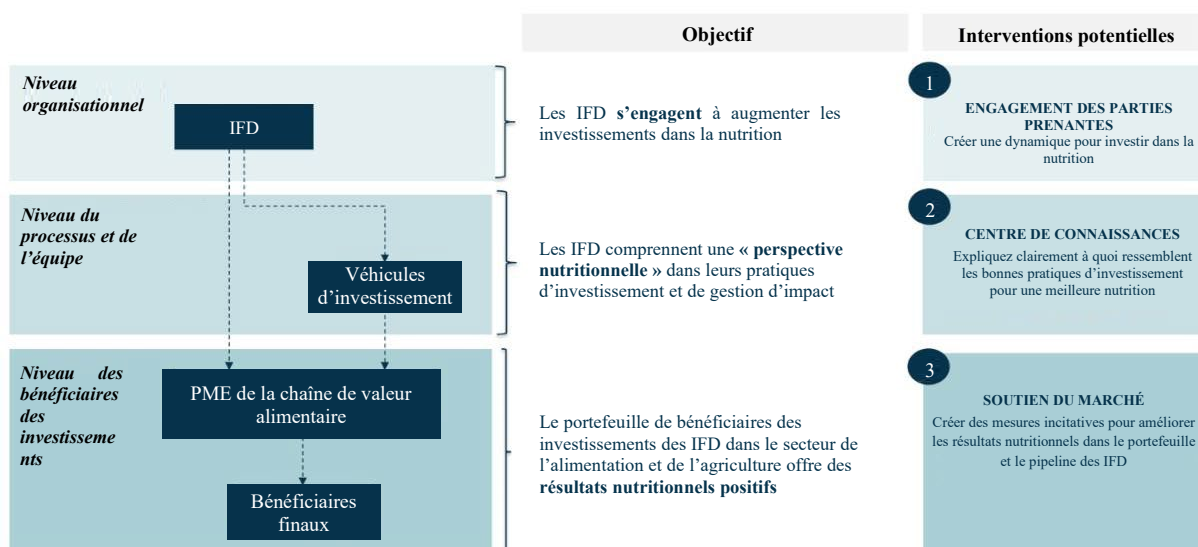 Objectif
Interventions potentielles
Niveau
organisationnel
IFD
Les IFD s’engagent à augmenter les
investissements dans la nutrition
1
ENGAGEMENT DES PARTIES
PRENANTES
Créer une dynamique pour investir dans la
nutrition
Niveau du
processus et de
l’équipe
Véhicules
d’investissement
Les IFD comprennent une « perspective
nutritionnelle » dans leurs pratiques
d’investissement et de gestion d’impact
2
CENTRE DE CONNAISSANCES
Expliquez clairement à quoi ressemblent
les bonnes pratiques d’investissement
pour une meilleure nutrition
Niveau des
bénéficiaires
des
investisseme
nts
PME de la chaîne de valeur
alimentaire
Bénéficiaires
finaux
Le portefeuille de bénéficiaires des
investissements des IFD dans le secteur de
l’alimentation et de l’agriculture offre des
résultats nutritionnels positifs
3
SOUTIEN DU MARCHÉ
Créer des mesures incitatives pour améliorer
les résultats nutritionnels dans le portefeuille
et le pipeline des IFD